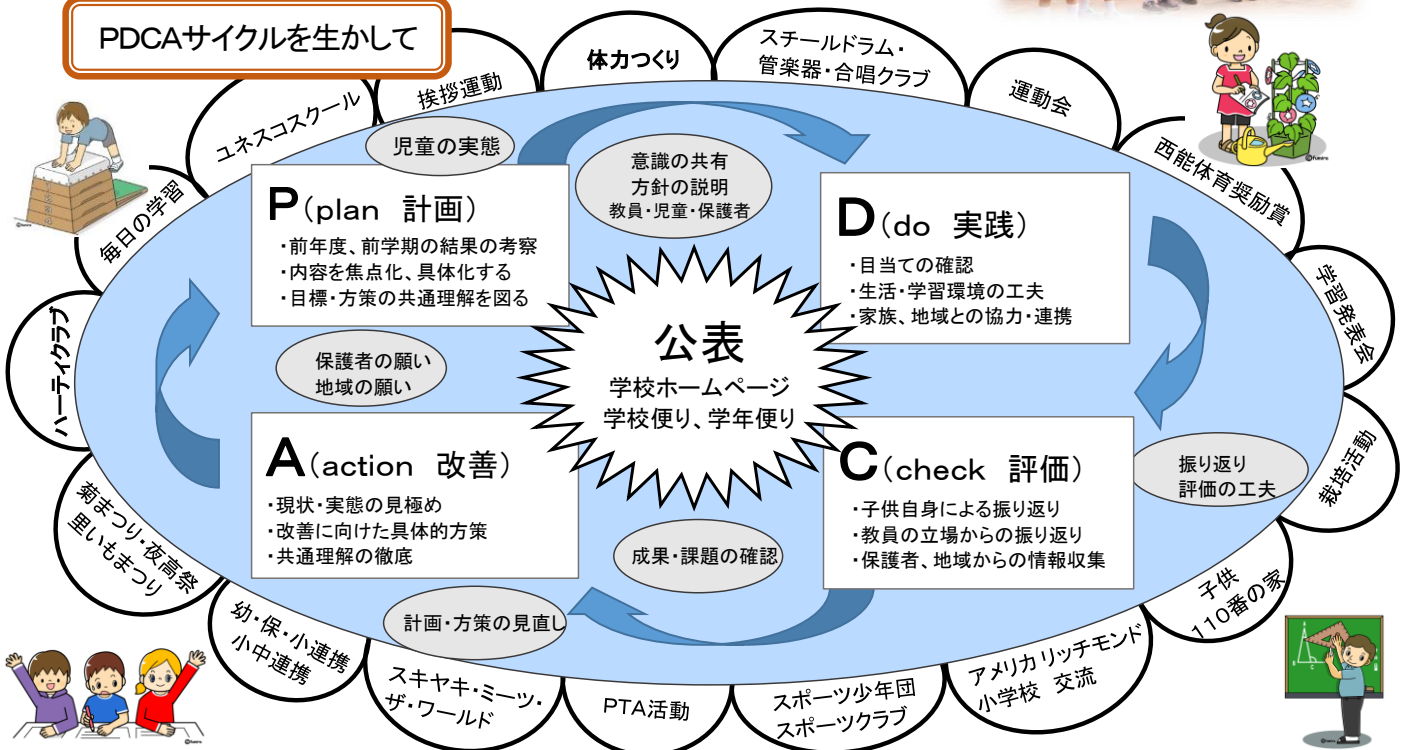 PDCAサイクルを生かして
ユネスコスクール
挨拶運動
体力つくり
スチールドラム・
管楽器・合唱クラブ
運動会
西能体育奨励賞
学習発表会
栽培活動
子供
110番の家
アメリカリッチモンド
小学校 交流
スポーツ少年団
スポーツクラブ
PTA活動
スキヤキ・ミーツ・
ザ・ワールド
幼・保・小連携
小中連携
菊まつり・夜高祭
里いもまつり
ハーティクラブ
毎日の学習
児童の実態
意識の共有
方針の説明
教員・児童・保護者
P(plan 計画)
・前年度、前学期の結果の考察
・内容を焦点化、具体化する
・目標・方策の共通理解を図る
D(do 実践)
・目当ての確認
・生活・学習環境の工夫
・家族、地域との協力・連携
公表
学校ホームページ
学校便り、学年便り
保護者の願い
地域の願い
A(action 改善)
・現状・実態の見極め
・改善に向けた具体的方策
・共通理解の徹底
C(check 評価)
・子供自身による振り返り
・教員の立場からの振り返り
・保護者、地域からの情報収集
振り返り
評価の工夫
成果・課題の確認
計画・方策の見直し